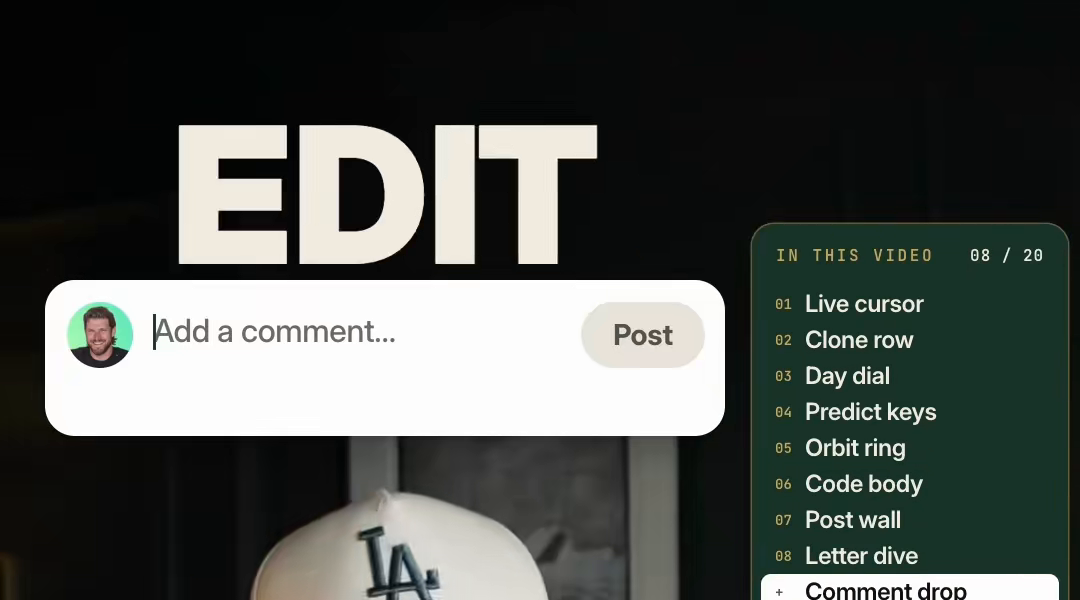 EDIT
Add a comment...
Post
IN THIS VIDEO 08 / 20
01 Live cursor
02 Clone row
03 Day dial
04 Predict keys
05 Orbit ring
06 Code body
07 Post wall
08 Letter dive
+ Comment drop
LA